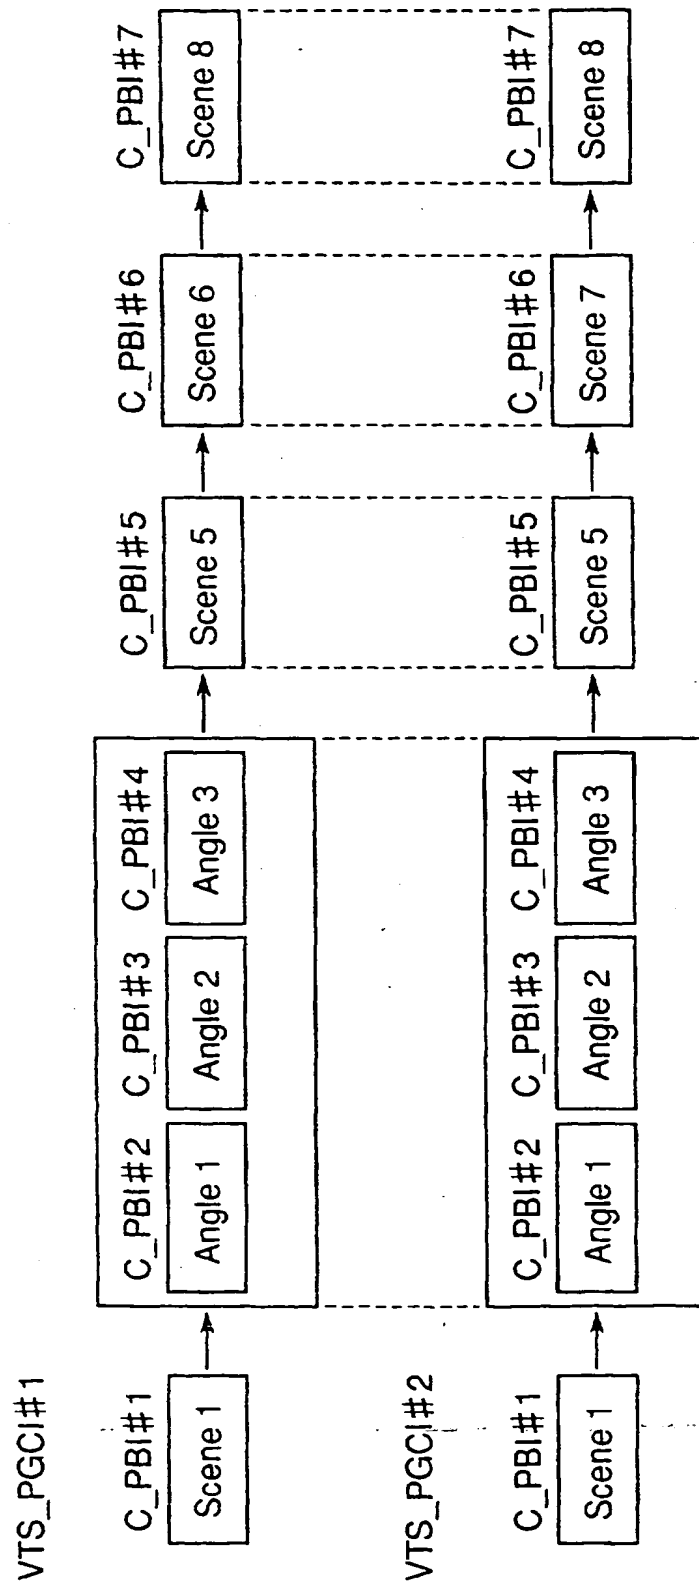 VTS_PGCI#1
C_PBI#1 C_PBI#2 C_PBI#3 C_PBI#4 C_PBI#5 C_PBI#6 C_PBI#7
Scene 1 Angle 1 Angle 2 Angle 3 Scene 5 Scene 6 Scene 8
VTS_PGCI#2
C_PBI#1 C_PBI#2 C_PBI#3 C_PBI#4 C_PBI#5 C_PBI#6 C_PBI#7
Scene 1 Angle 1 Angle 2 Angle 3 Scene 5 Scene 7 Scene 8